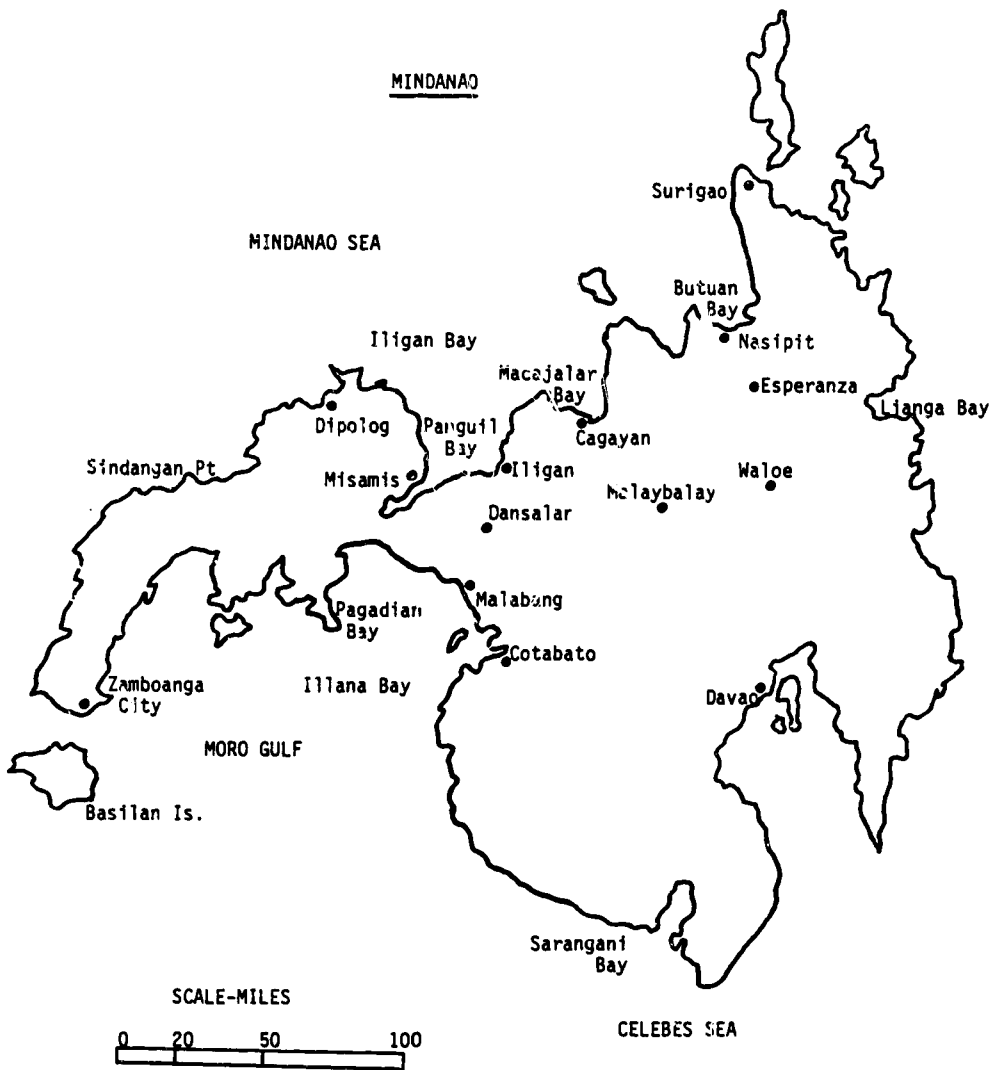 MINDANAO
Surigao
MINDANAO SEA
Butuan
Bay
Iligan Bay
Nasipit
Macajalar
Bay
Esperanza
Lianga Bay
Dipolog
Panguil
Bay
Cagayan
Sindangan Pt
Misamis
Iligan
Waloe
Malaybalay
Dansalar
Malabang
Pagadian
Bay
Cotabato
Zamboanga
City
Illana Bay
Davao
MORO GULF
Basilan Is.
Sarangani
Bay
SCALE-MILES
CELEBES SEA
0 20 50 100